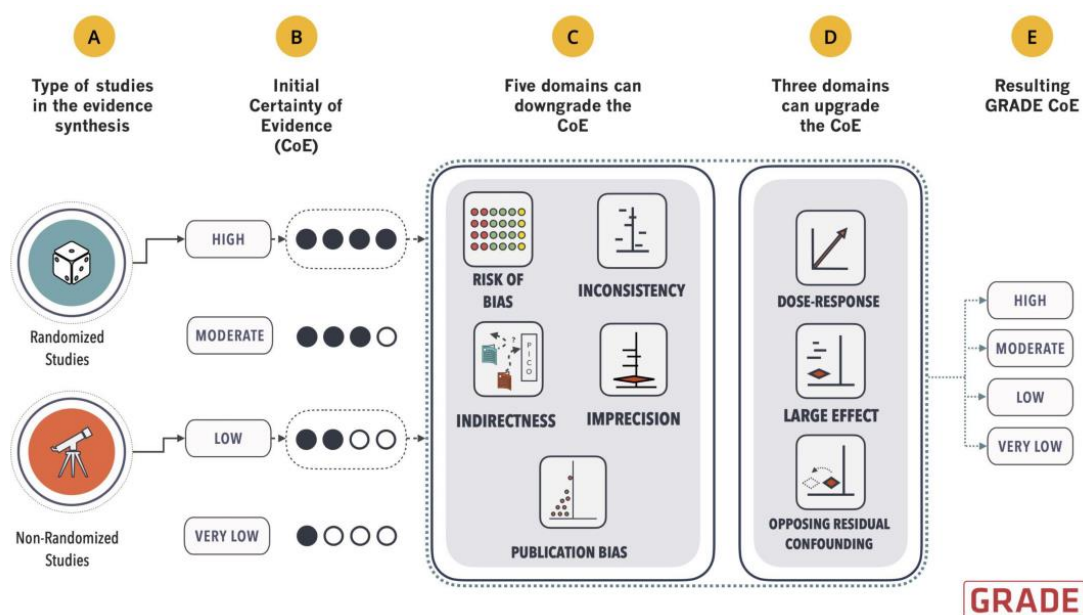 A
B
C
D
E
Type of studies
in the evidence
synthesis
Initial
Certainty of
Evidence
(CoE)
Five domains can
downgrade the
CoE
Three domains
can upgrade
the CoE
Resulting
GRADE CoE
Randomized
Studies
Non-Randomized
Studies
HIGH
MODERATE
LOW
VERY LOW
RISK OF
BIAS
INCONSISTENCY
?
P
I
C
O
INDIRECTNESS
IMPRECISION
PUBLICATION BIAS
DOSE-RESPONSE
LARGE EFFECT
OPPOSING RESIDUAL
CONFOUNDING
HIGH
MODERATE
LOW
VERY LOW
GRADE